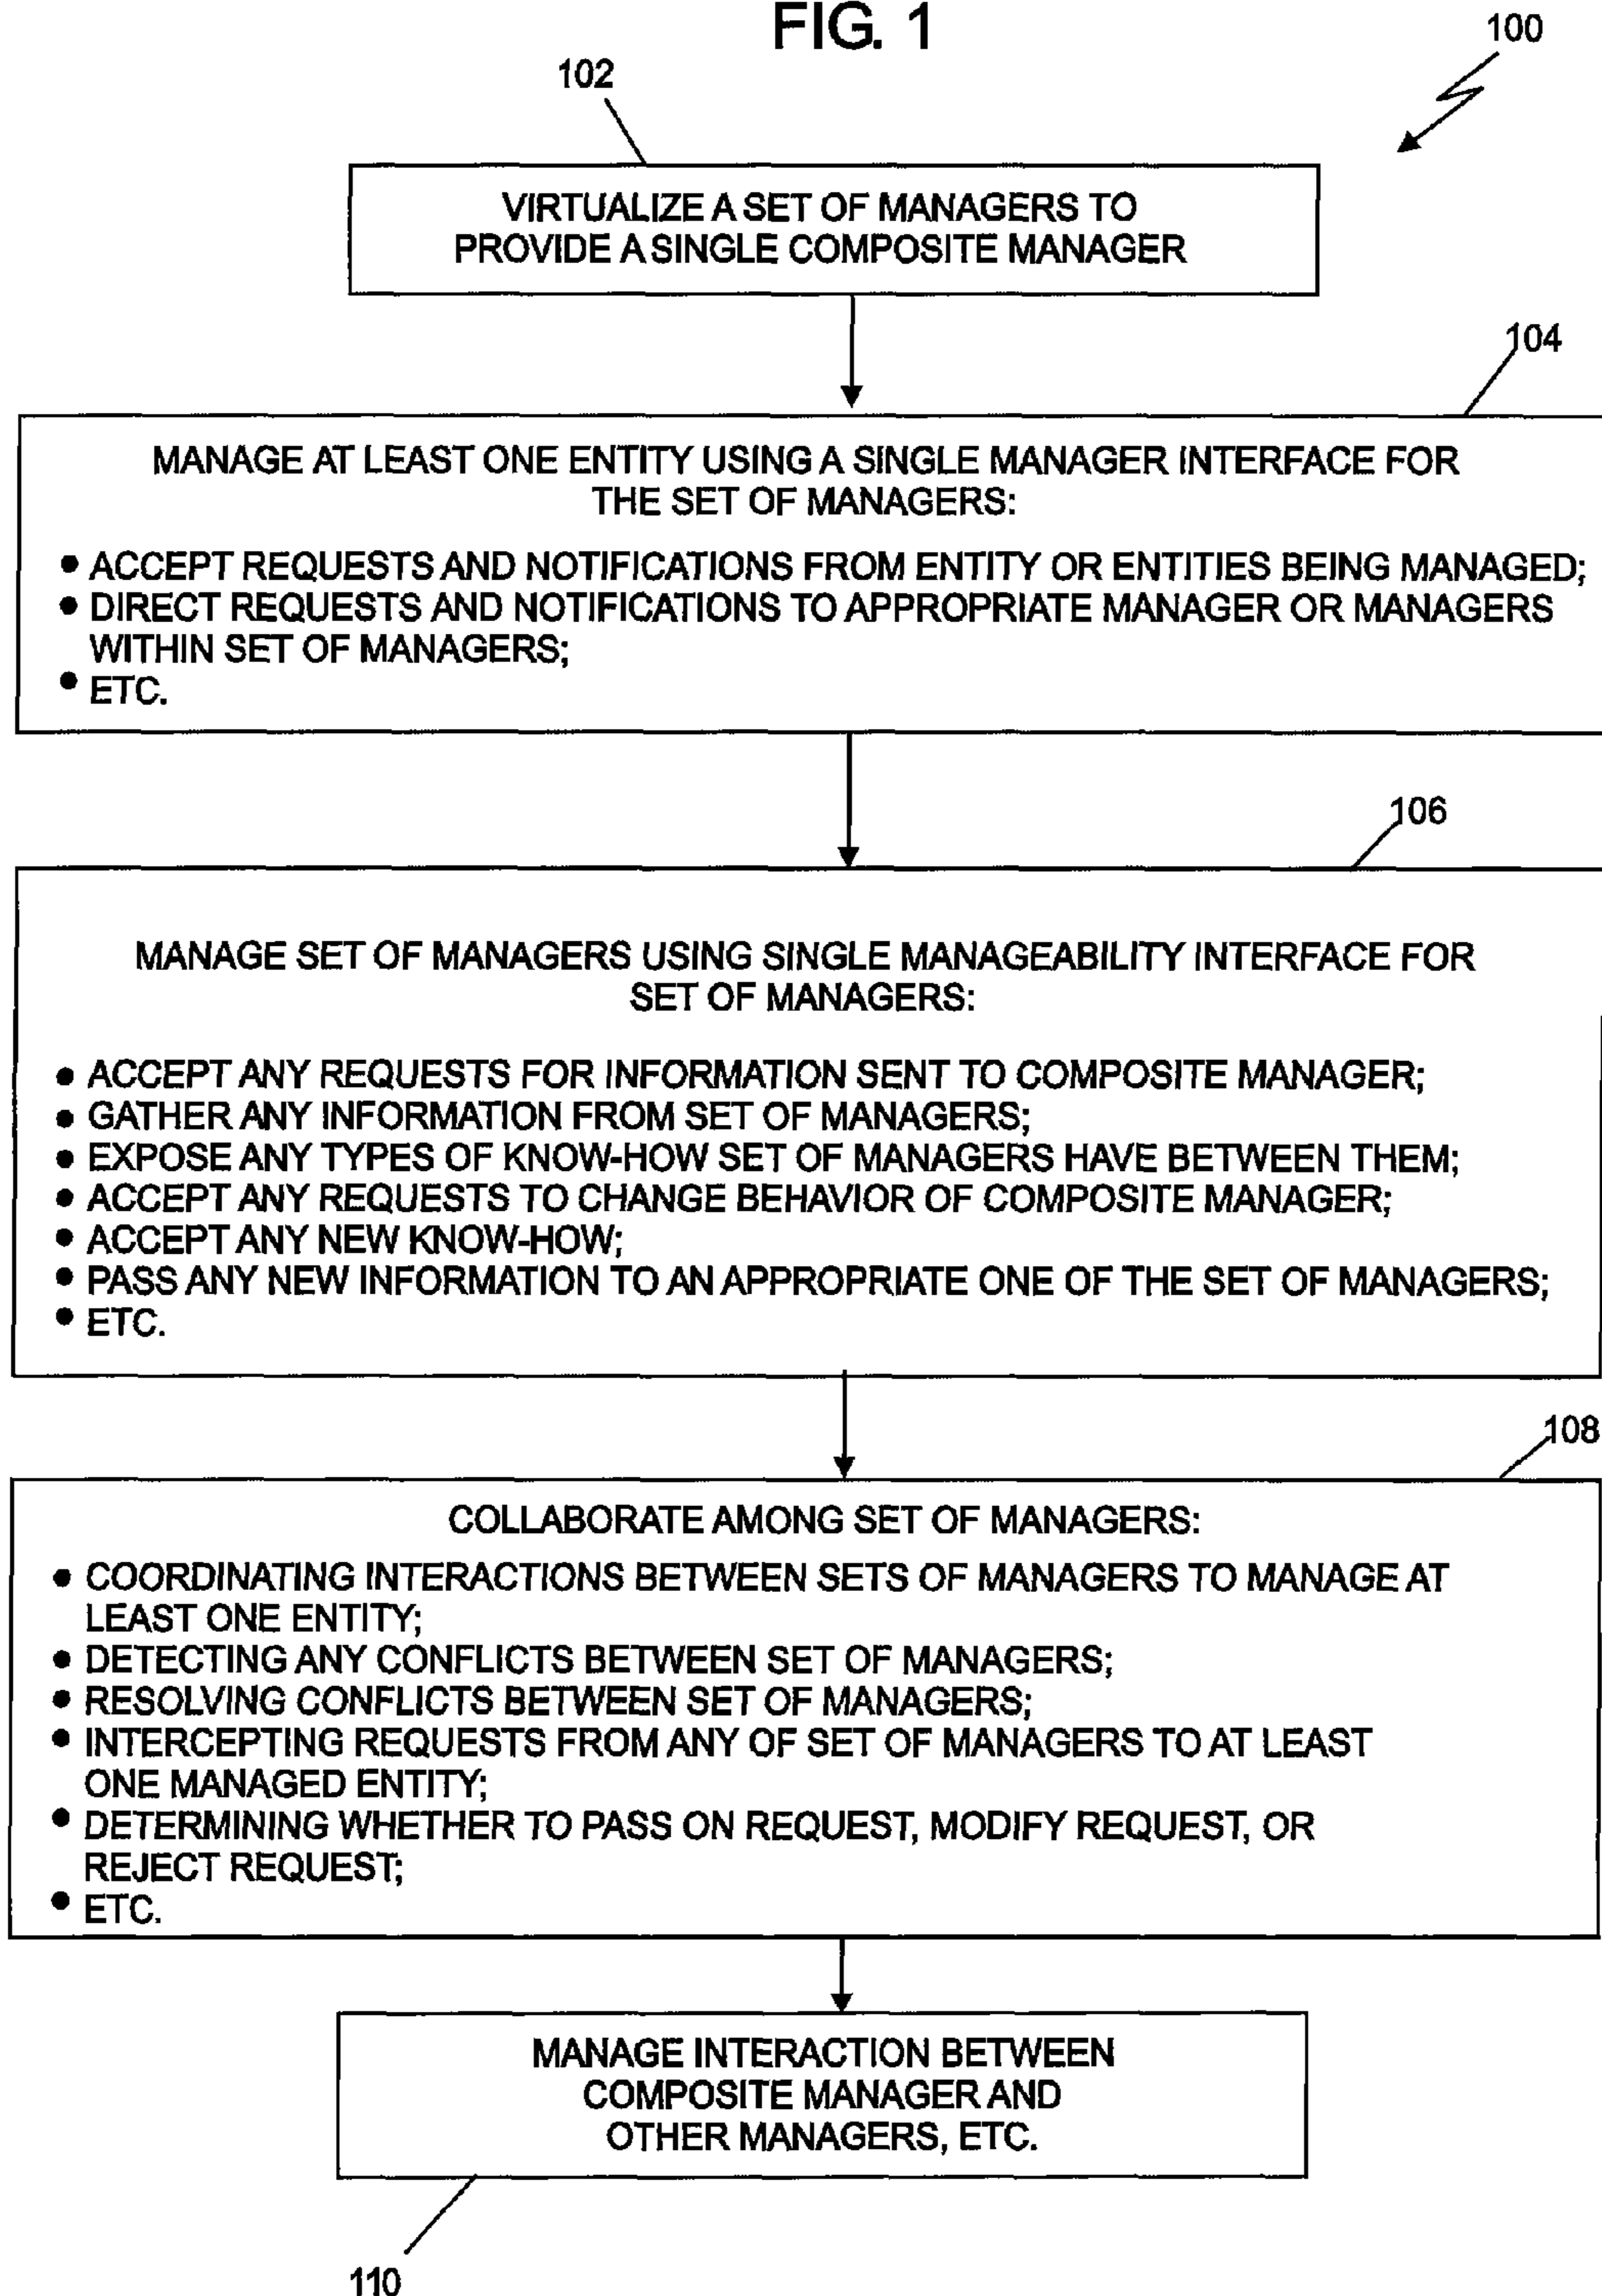 FIG. 1
100
102
VIRTUALIZE A SET OF MANAGERS TO
PROVIDE A SINGLE COMPOSITE MANAGER
104
MANAGE AT LEAST ONE ENTITY USING A SINGLE MANAGER INTERFACE FOR
THE SET OF MANAGERS:
• ACCEPT REQUESTS AND NOTIFICATIONS FROM ENTITY OR ENTITIES BEING MANAGED;
• DIRECT REQUESTS AND NOTIFICATIONS TO APPROPRIATE MANAGER OR MANAGERS
WITHIN SET OF MANAGERS;
• ETC.
106
MANAGE SET OF MANAGERS USING SINGLE MANAGEABILITY INTERFACE FOR
SET OF MANAGERS:
• ACCEPT ANY REQUESTS FOR INFORMATION SENT TO COMPOSITE MANAGER;
• GATHER ANY INFORMATION FROM SET OF MANAGERS;
• EXPOSE ANY TYPES OF KNOW-HOW SET OF MANAGERS HAVE BETWEEN THEM;
• ACCEPT ANY REQUESTS TO CHANGE BEHAVIOR OF COMPOSITE MANAGER;
• ACCEPT ANY NEW KNOW-HOW;
• PASS ANY NEW INFORMATION TO AN APPROPRIATE ONE OF THE SET OF MANAGERS;
• ETC.
108
COLLABORATE AMONG SET OF MANAGERS:
• COORDINATING INTERACTIONS BETWEEN SETS OF MANAGERS TO MANAGE AT
LEAST ONE ENTITY;
• DETECTING ANY CONFLICTS BETWEEN SET OF MANAGERS;
• RESOLVING CONFLICTS BETWEEN SET OF MANAGERS;
• INTERCEPTING REQUESTS FROM ANY OF SET OF MANAGERS TO AT LEAST
ONE MANAGED ENTITY;
• DETERMINING WHETHER TO PASS ON REQUEST, MODIFY REQUEST, OR
REJECT REQUEST;
• ETC.
MANAGE INTERACTION BETWEEN
COMPOSITE MANAGER AND
OTHER MANAGERS, ETC.
110